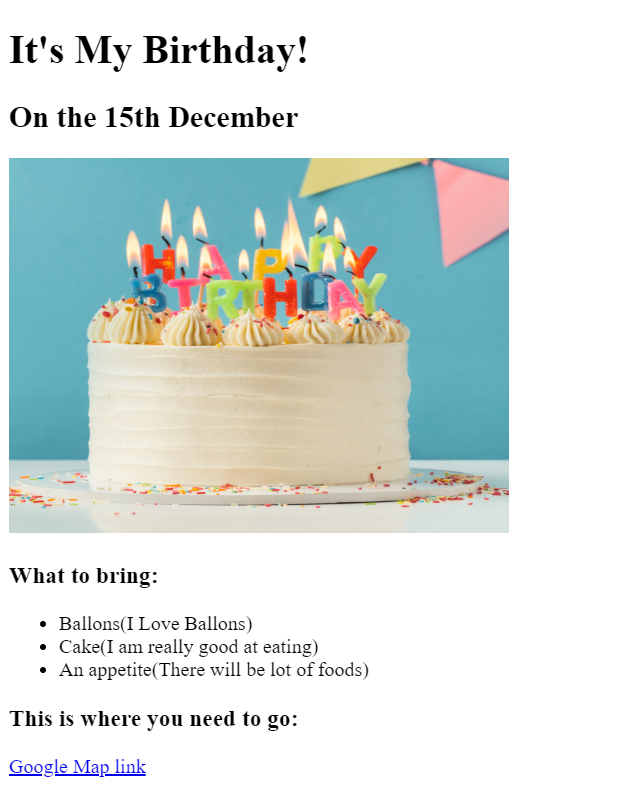 It's My Birthday!
On the 15th December
HAPPY
BIRTHDAY
What to bring:
Ballons(I Love Ballons)
Cake(I am really good at eating)
An appetite(There will be lot of foods)
This is where you need to go:
Google Map link